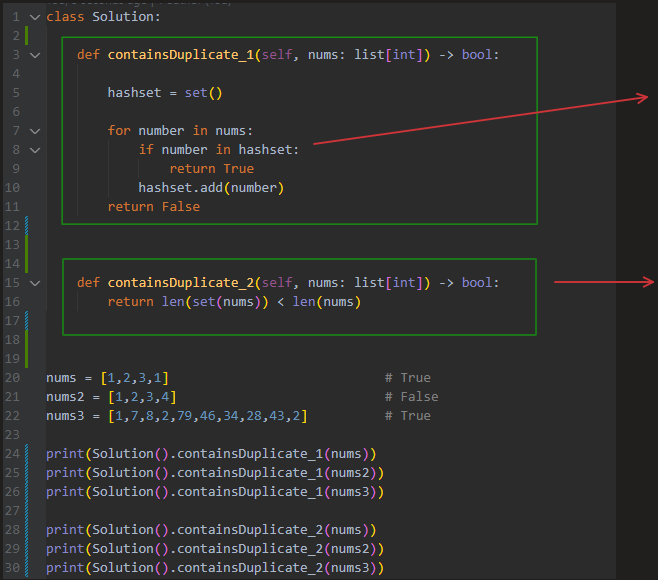 1 class Solution:
2
3 def containsDuplicate_1(self, nums: list[int]) -> bool:
4
5 hashset = set()
6
7 for number in nums:
8 if number in hashset:
9 return True
10 hashset.add(number)
11 return False
12
13
14
15 def containsDuplicate_2(self, nums: list[int]) -> bool:
16 return len(set(nums)) < len(nums)
17
18
19
20 nums = [1,2,3,1] # True
21 nums2 = [1,2,3,4] # False
22 nums3 = [1,7,8,2,79,46,34,28,43,2] # True
23
24 print(Solution().containsDuplicate_1(nums))
25 print(Solution().containsDuplicate_1(nums2))
26 print(Solution().containsDuplicate_1(nums3))
27
28 print(Solution().containsDuplicate_2(nums))
29 print(Solution().containsDuplicate_2(nums2))
30 print(Solution().containsDuplicate_2(nums3))